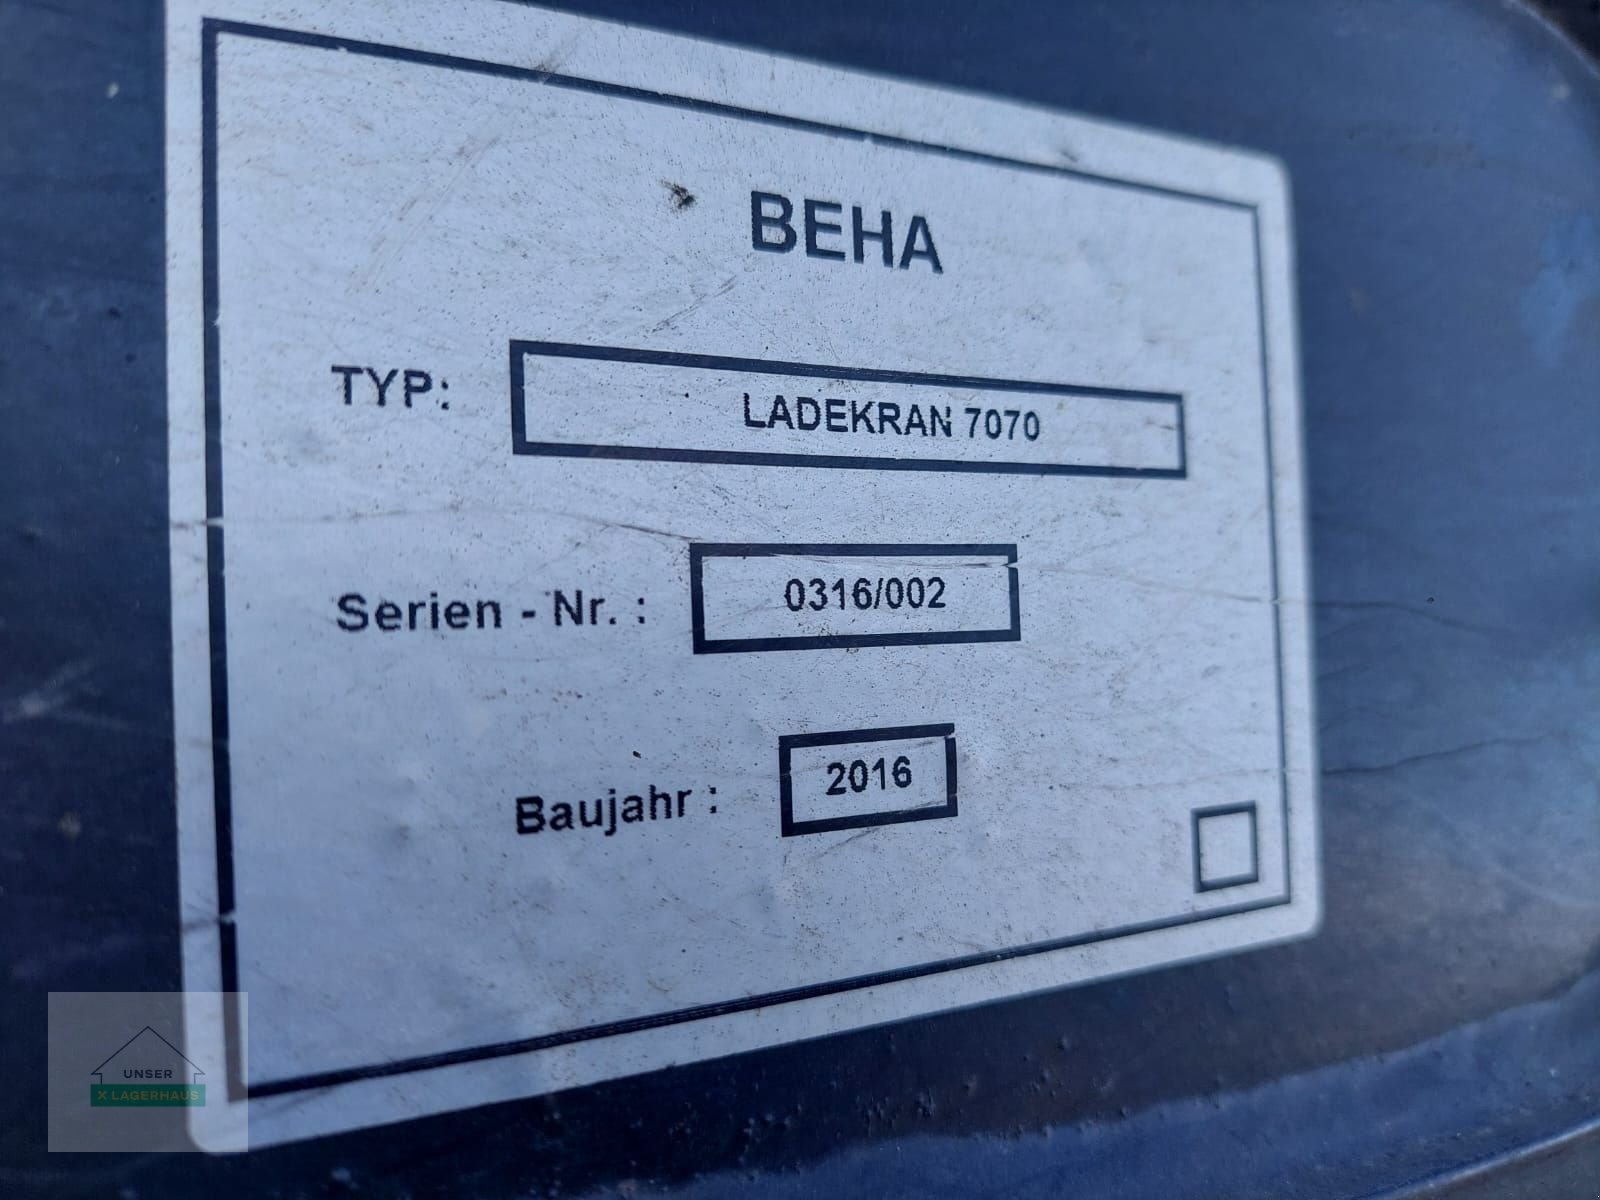 BEHA
TYP: LADEKRAN 7070
Serien - Nr. : 0316/002
Baujahr : 2016
UNSER
X LAGERHAUS